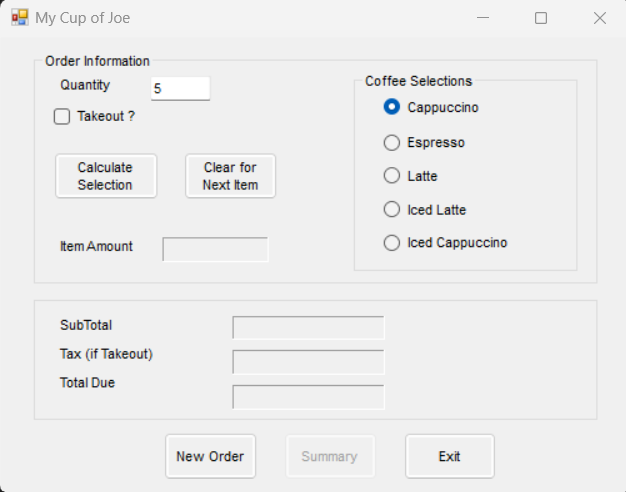 My Cup of Joe
Order Information
Quantity 5
Takeout ?
Calculate
Selection
Clear for
Next Item
Item Amount
Coffee Selections
Cappuccino
Espresso
Latte
Iced Latte
Iced Cappuccino
SubTotal
Tax (if Takeout)
Total Due
New Order
Summary
Exit